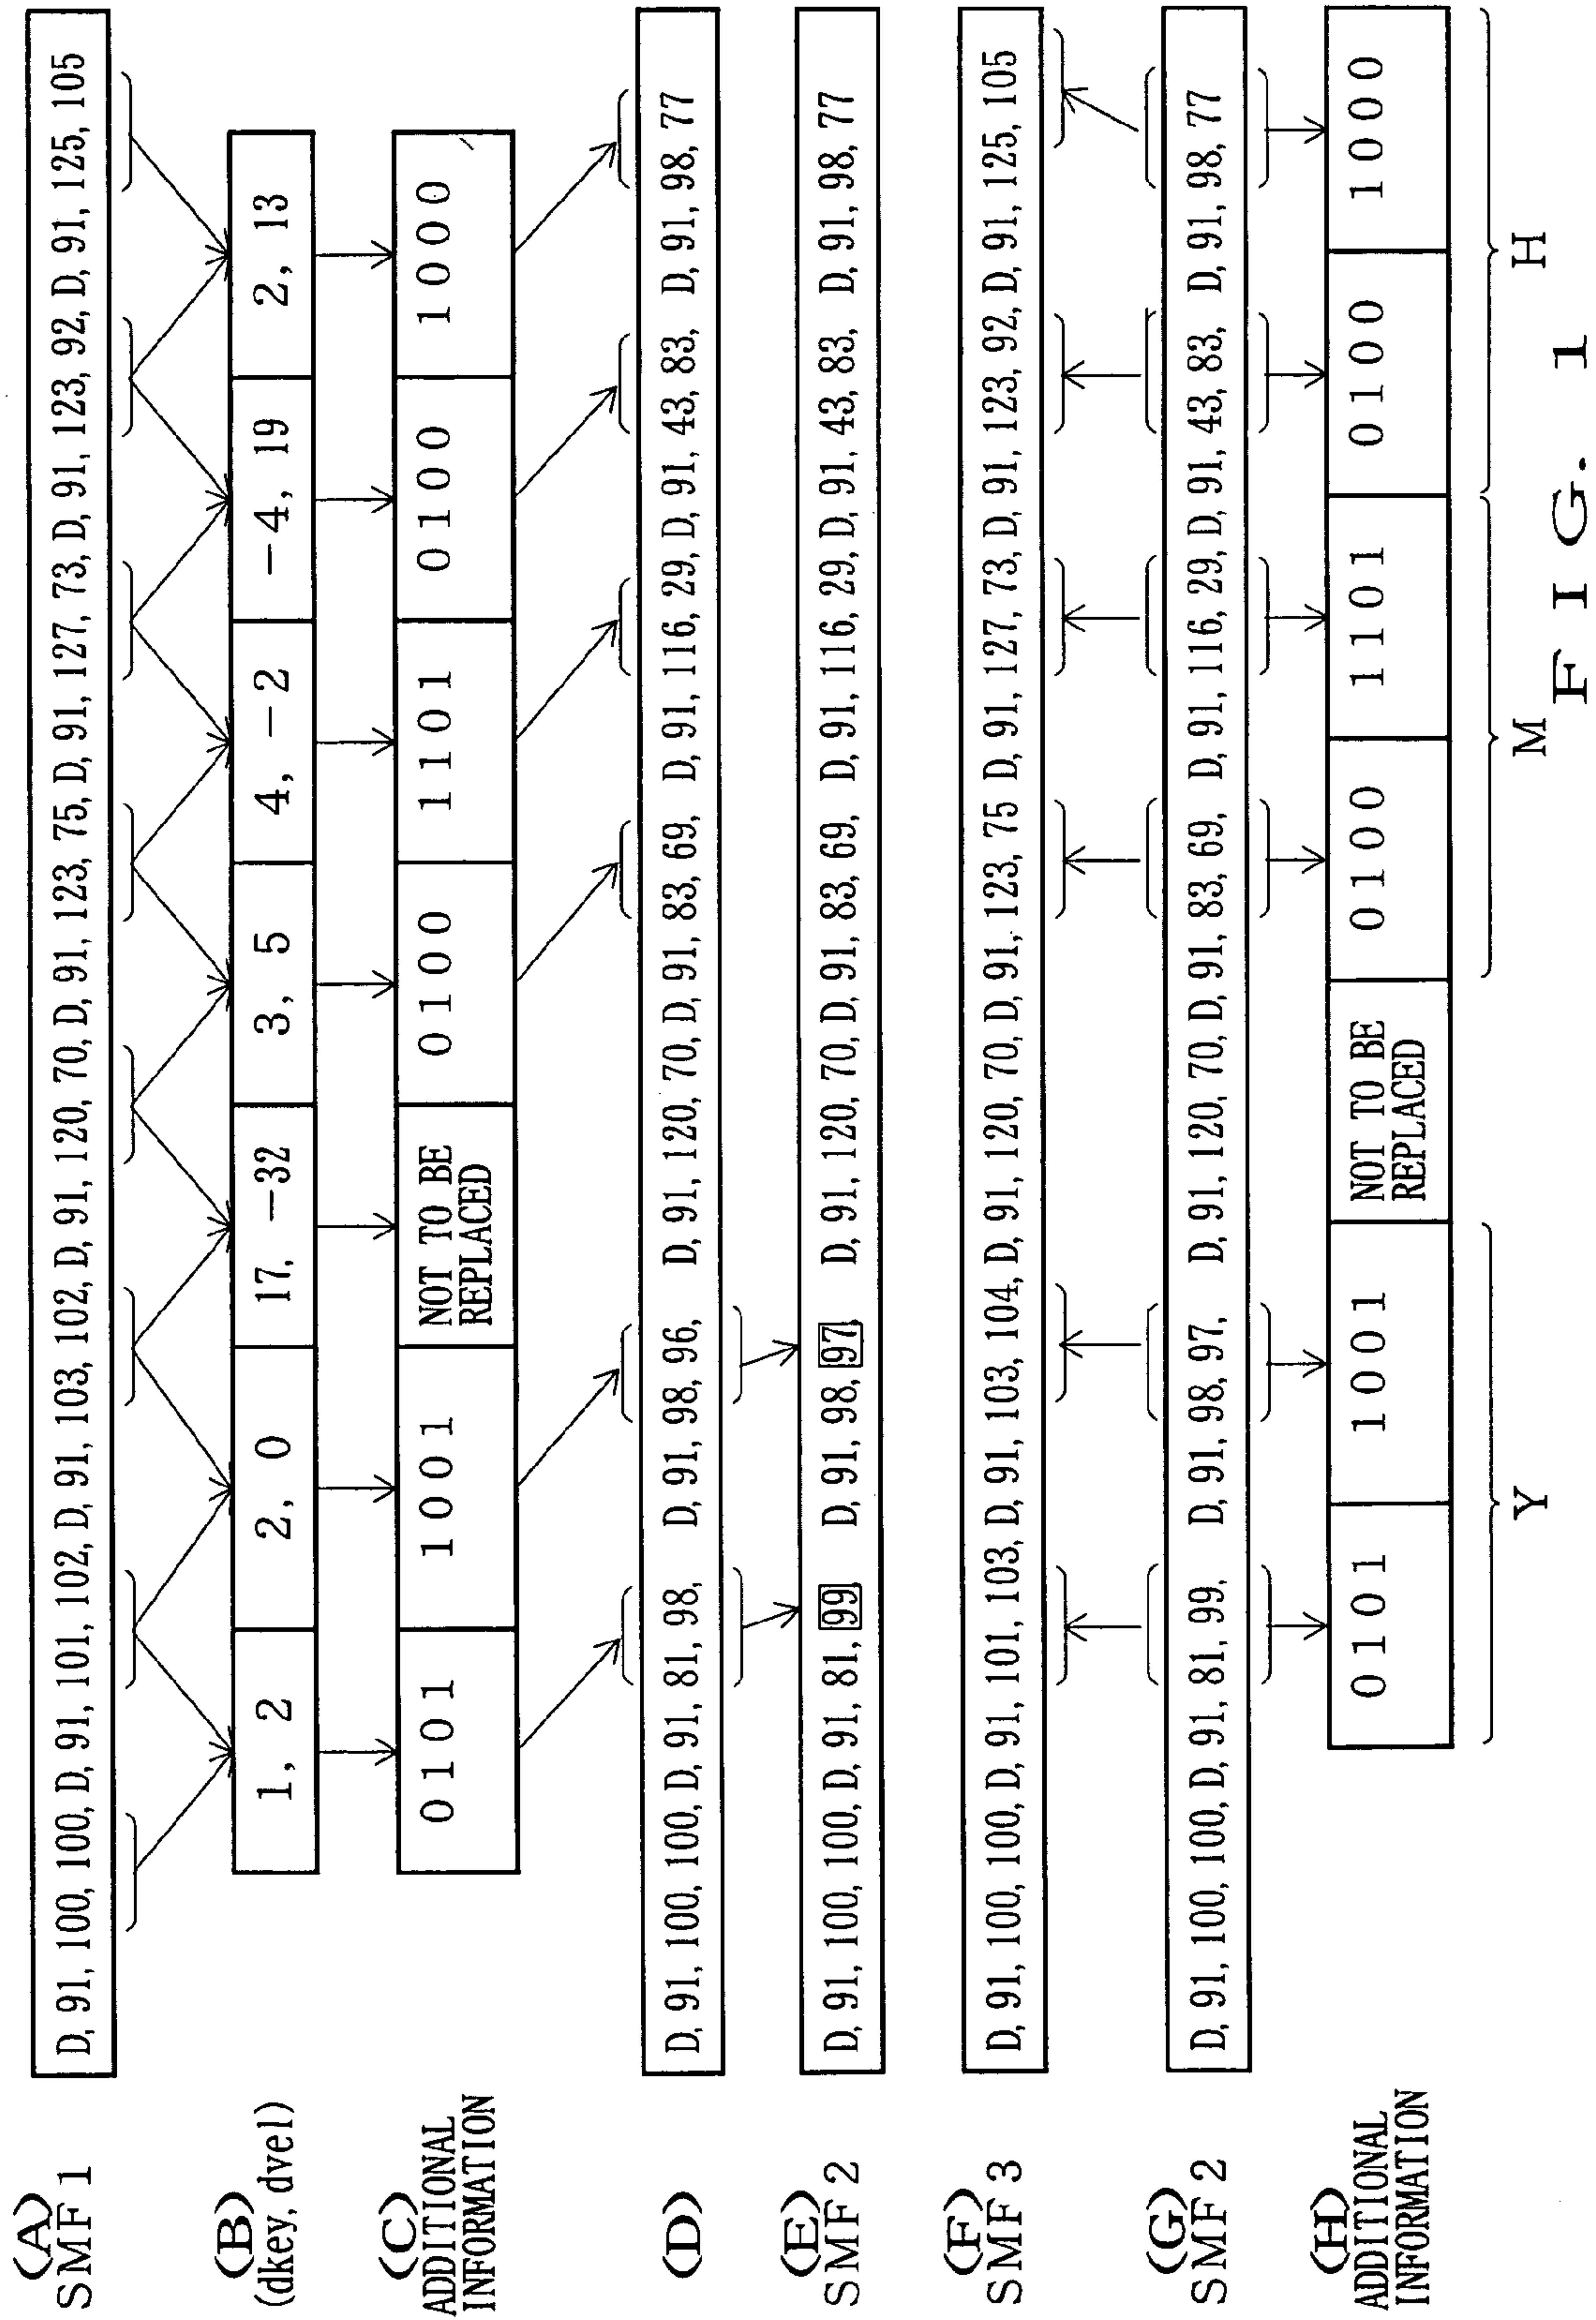 (A)
SMF 1
D, 91, 100, 100, D, 91, 101, 102, D, 91, 103, 102, D, 91, 120, 70, D, 91, 123, 75, D, 91, 127, 73, D, 91, 123, 92, D, 91, 125, 105
(B)
(dkey, dvel)
1, 2
2, 0
17, −32
3, 5
4, −2
−4, 19
2, 13
(C)
ADDITIONAL
INFORMATION
0101
1001
NOT TO BE
REPLACED
0100
1101
0100
1000
(D)
D, 91, 100, 100, D, 91, 81, 98, D, 91, 98, 96, D, 91, 120, 70, D, 91, 83, 69, D, 91, 116, 29, D, 91, 43, 83, D, 91, 98, 77
(E)
SMF 2
D, 91, 100, 100, D, 91, 81, 99, D, 91, 98, 97, D, 91, 120, 70, D, 91, 83, 69, D, 91, 116, 29, D, 91, 43, 83, D, 91, 98, 77
(F)
SMF 3
D, 91, 100, 100, D, 91, 101, 103, D, 91, 103, 104, D, 91, 120, 70, D, 91, 123, 75 D, 91, 127, 73, D, 91, 123, 92, D, 91, 125, 105
(G)
SMF 2
D, 91, 100, 100, D, 91, 81, 99, D, 91, 98, 97, D, 91, 120, 70, D, 91, 83, 69, D, 91, 116, 29, D, 91, 43, 83, D, 91, 98, 77
(H)
ADDITIONAL
INFORMATION
0101
1001
NOT TO BE
REPLACED
0100
1101
0100
1000
Y
M
H
FIG. 1